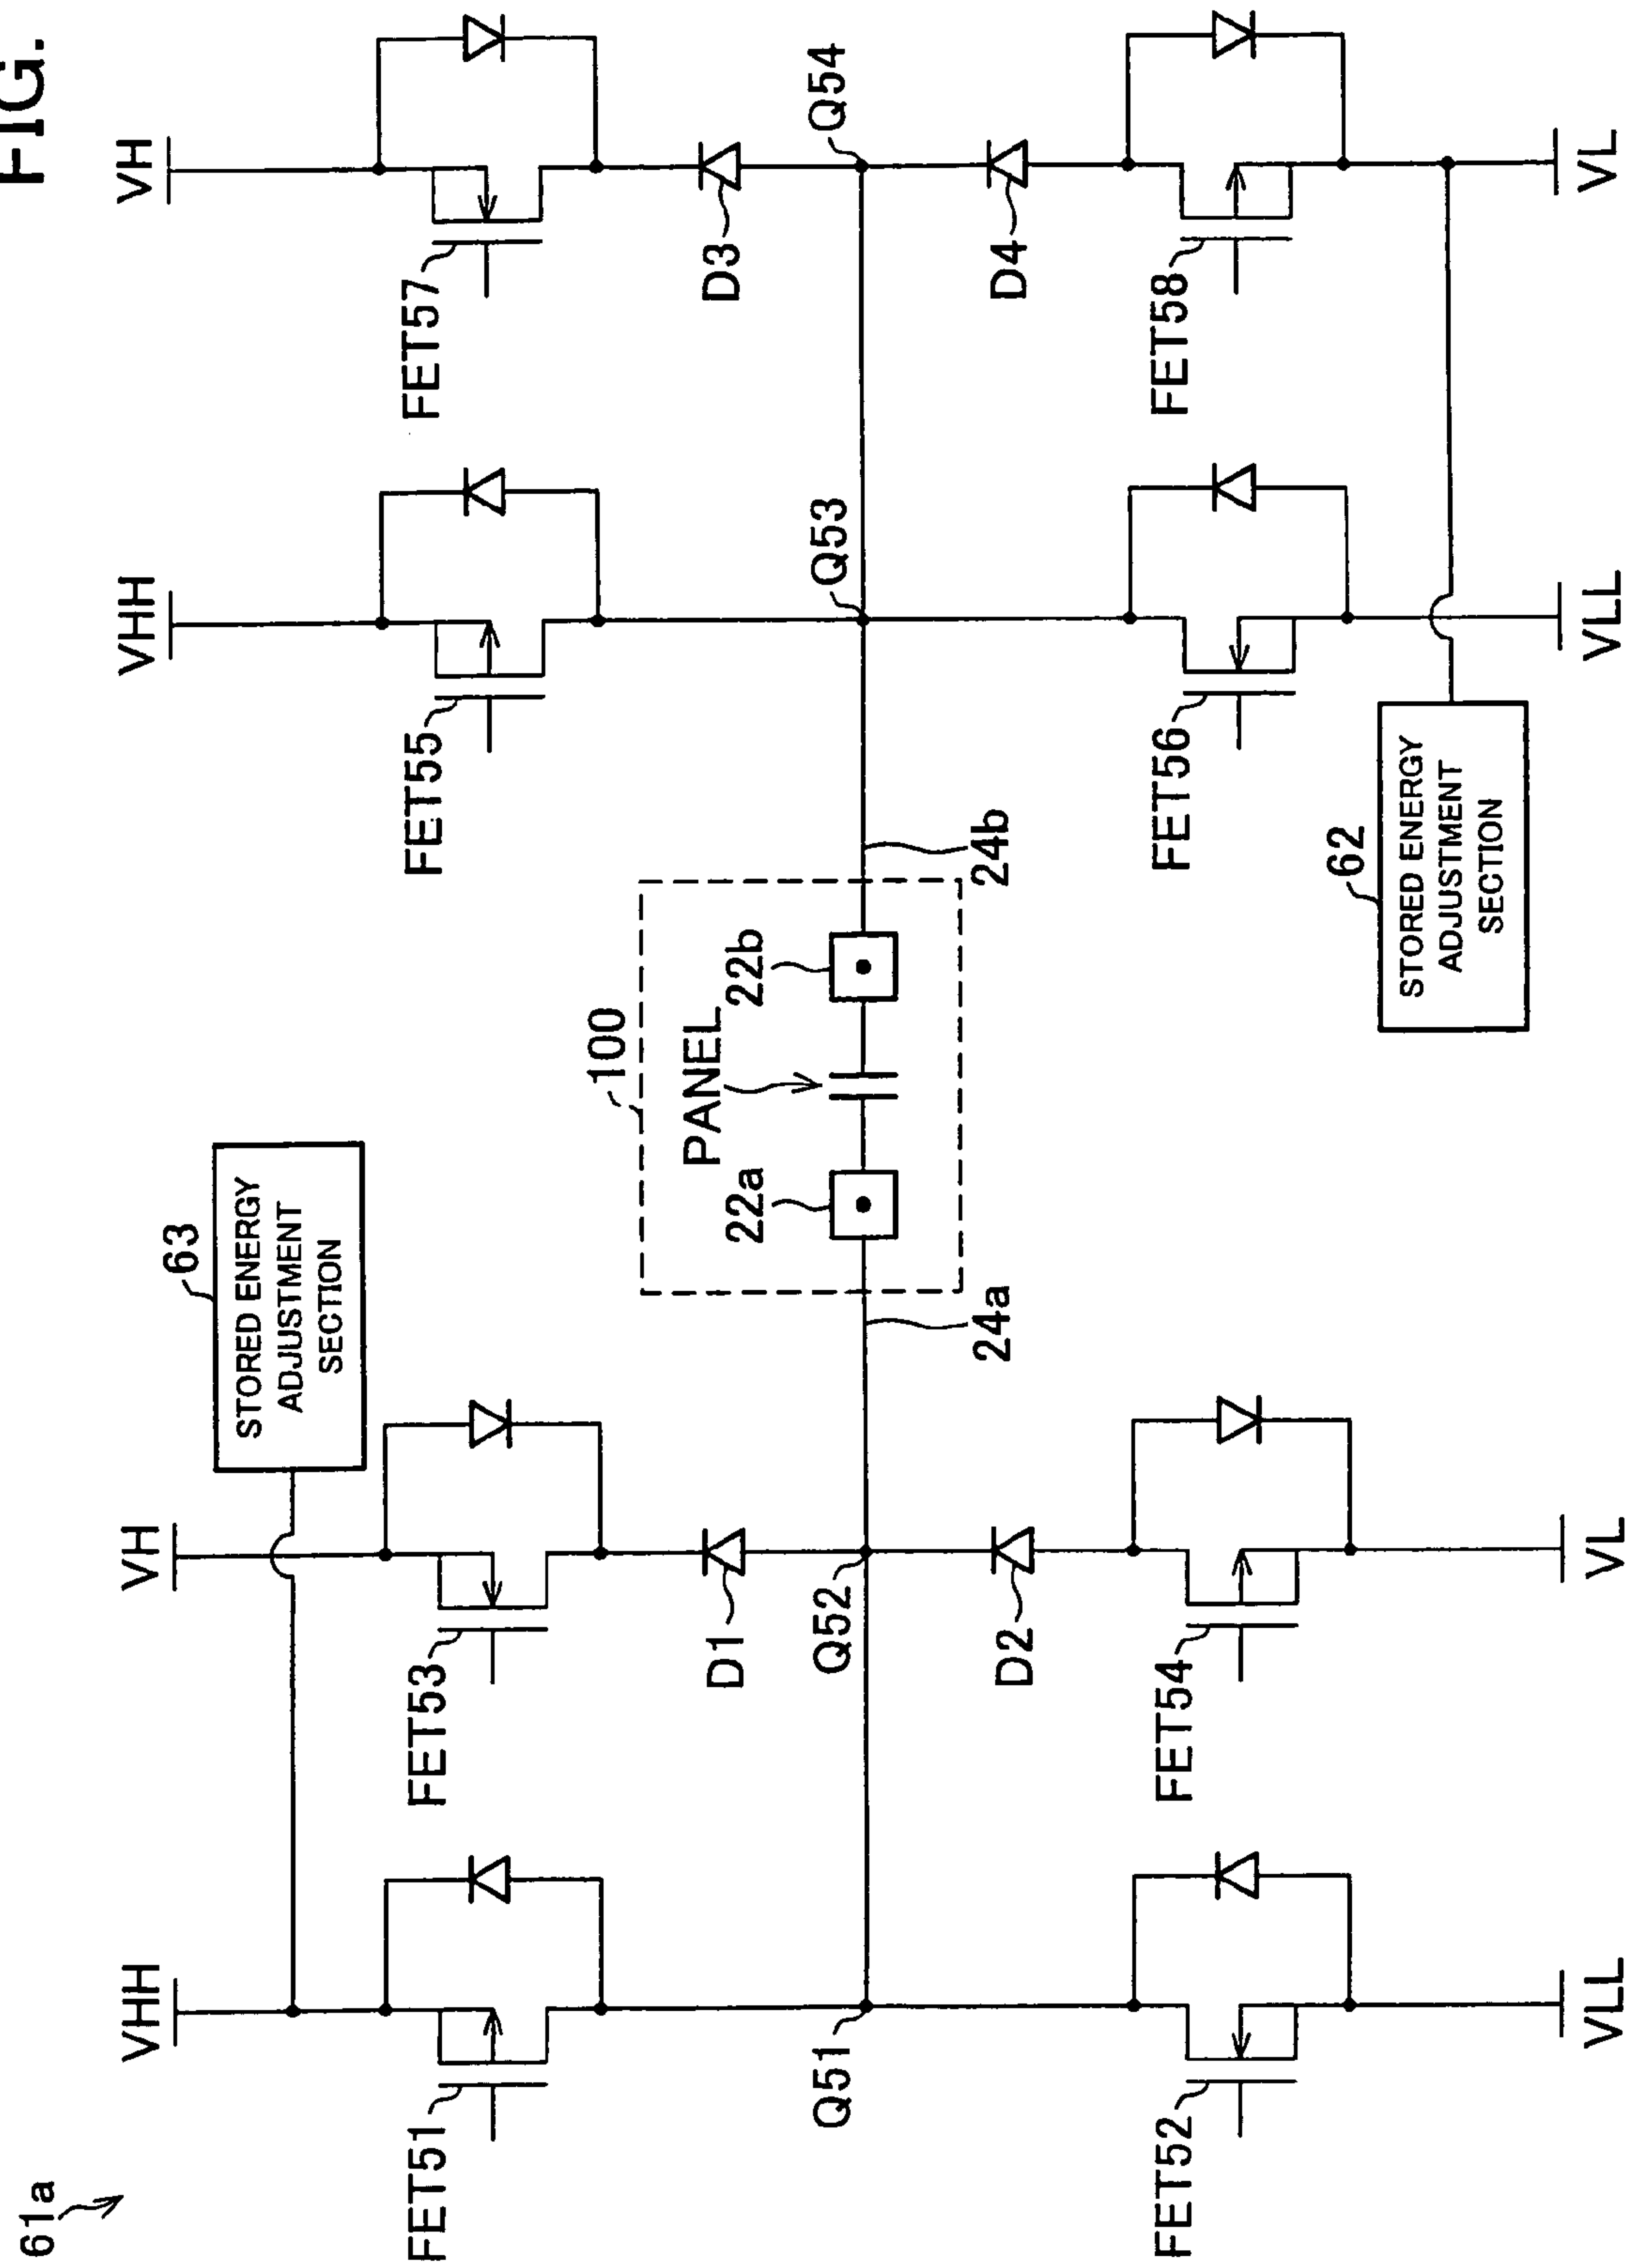 FIG.
61a
VHH
VH
VHH
VH
63
STORED ENERGY
ADJUSTMENT
SECTION
FET51
FET53
FET55
FET57
100
PANEL
D1
D3
22a
22b
Q51
Q52
Q53
Q54
24a
24b
D2
D4
FET52
FET54
FET56
FET58
62
STORED ENERGY
ADJUSTMENT
SECTION
VLL
VL
VLL
VL